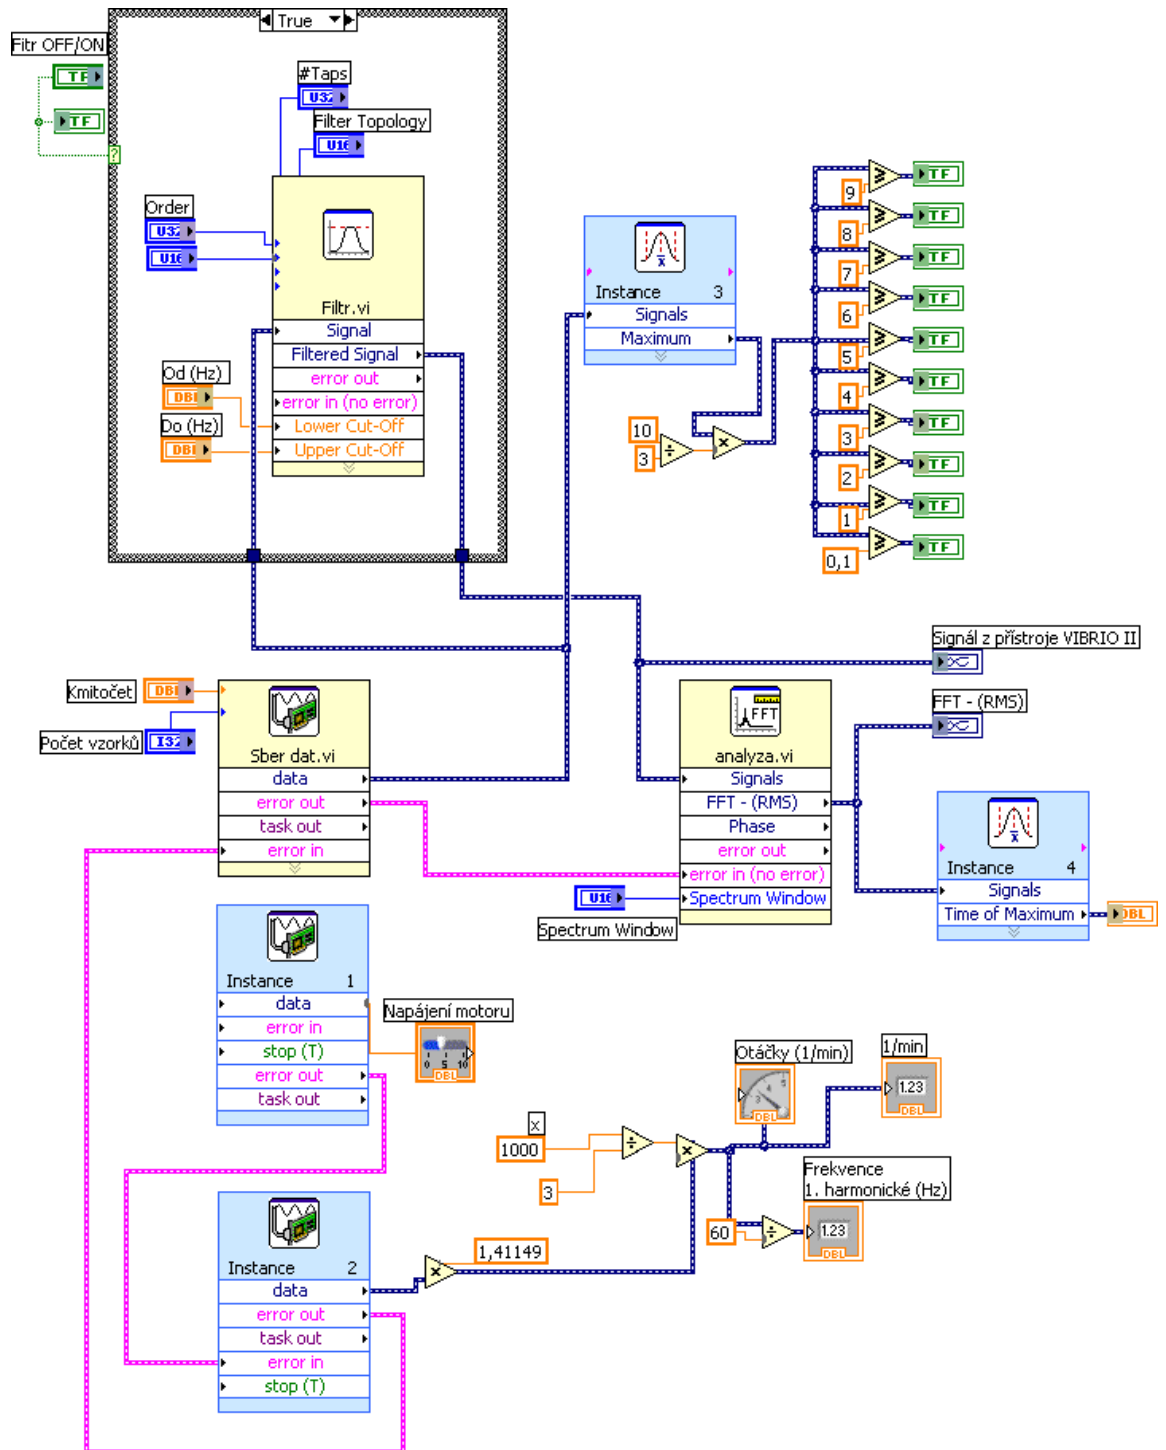 True
Fitr OFF/ON
TF
TF
?
#Taps
U32
Filter Topology
U16
Order
U32
U16
Filtr.vi
Signal
Filtered Signal
error out
error in (no error)
Lower Cut-Off
Upper Cut-Off
Od (Hz)
DBL
Do (Hz)
DBL
Instance 3
Signals
Maximum
10
3
÷
×
9
≥
TF
8
≥
TF
7
≥
TF
6
≥
TF
5
≥
TF
4
≥
TF
3
≥
TF
2
≥
TF
1
≥
TF
0,1
≥
TF
Signál z přístroje VIBRIO II
FFT - (RMS)
Kmitočet
DBL
Počet vzorků
I32
Sber dat.vi
data
error out
task out
error in
FFT
analyza.vi
Signals
FFT - (RMS)
Phase
error out
error in (no error)
Spectrum Window
U16
Spectrum Window
Instance 4
Signals
Time of Maximum
DBL
Instance 1
data
error in
stop (T)
error out
task out
Napájení motoru
0 5 10
DBL
Otáčky (1/min)
3 4 5
DBL
1/min
1.23
DBL
x
1000
÷
×
3
Frekvence
1. harmonické (Hz)
1.23
DBL
60
÷
Instance 2
data
error out
task out
error in
stop (T)
×
1,41149